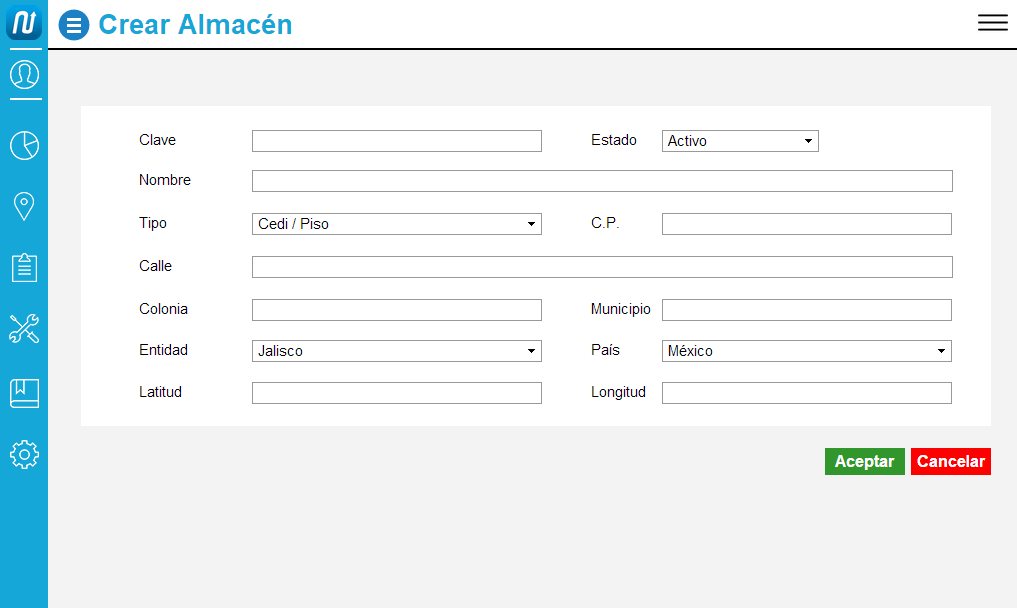 Crear Almacén
Clave Estado Activo
Nombre
Tipo Cedi / Piso C.P.
Calle
Colonia Municipio
Entidad Jalisco País México
Latitud Longitud
Aceptar Cancelar